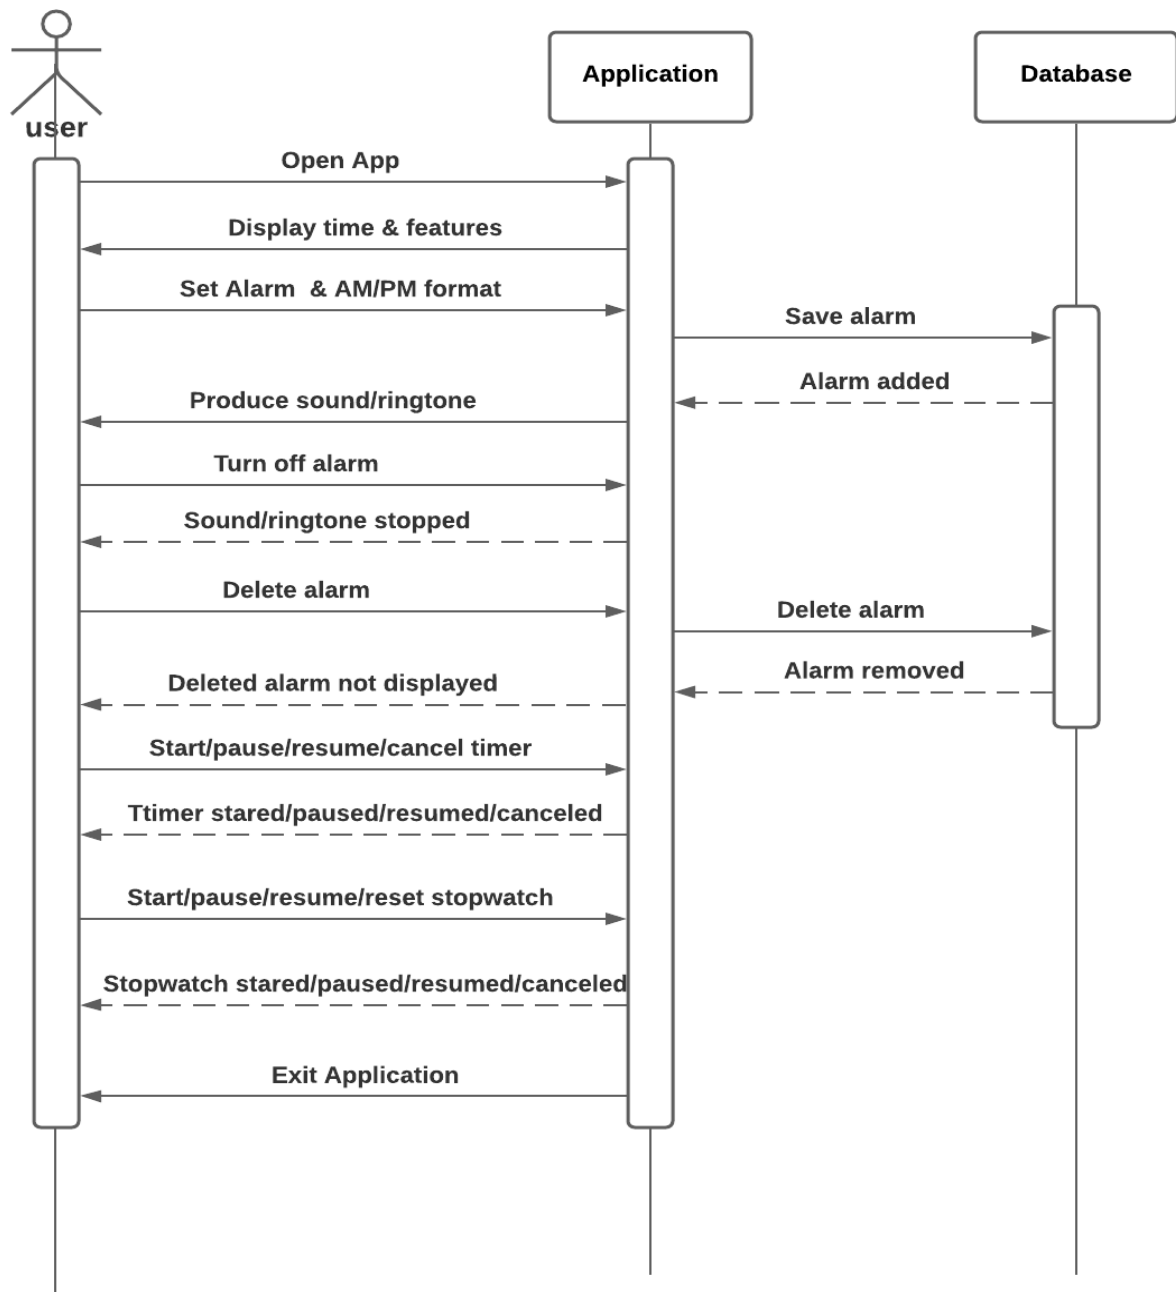 Application
Database
user
Open App
Display time & features
Set Alarm  & AM/PM format
Save alarm
Alarm added
Produce sound/ringtone
Turn off alarm
Sound/ringtone stopped
Delete alarm
Delete alarm
Alarm removed
Deleted alarm not displayed
Start/pause/resume/cancel timer
Ttimer stared/paused/resumed/canceled
Start/pause/resume/reset stopwatch
Stopwatch stared/paused/resumed/canceled
Exit Application